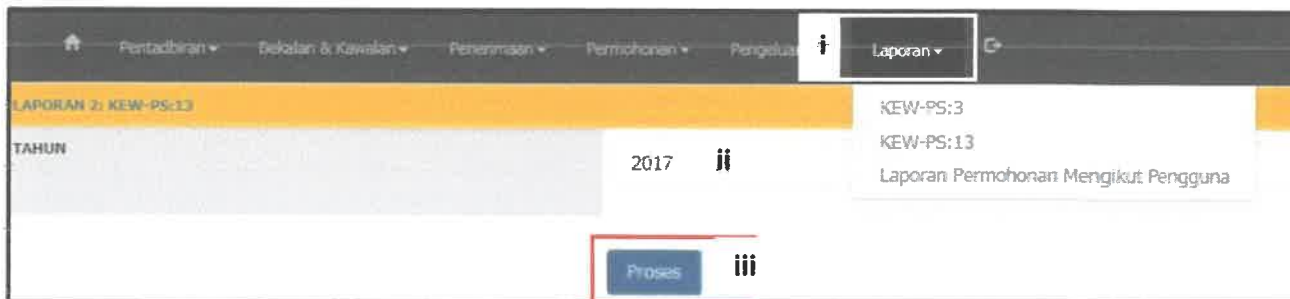 Pentadbiran Bekalan & Kawalan Penerimaan Permohonan Pengelua i Laporan
LAPORAN 2: KEW-PS:13
KEW-PS:3
KEW-PS:13
Laporan Permohonan Mengikut Pengguna
TAHUN
2017 ii
Proses iii